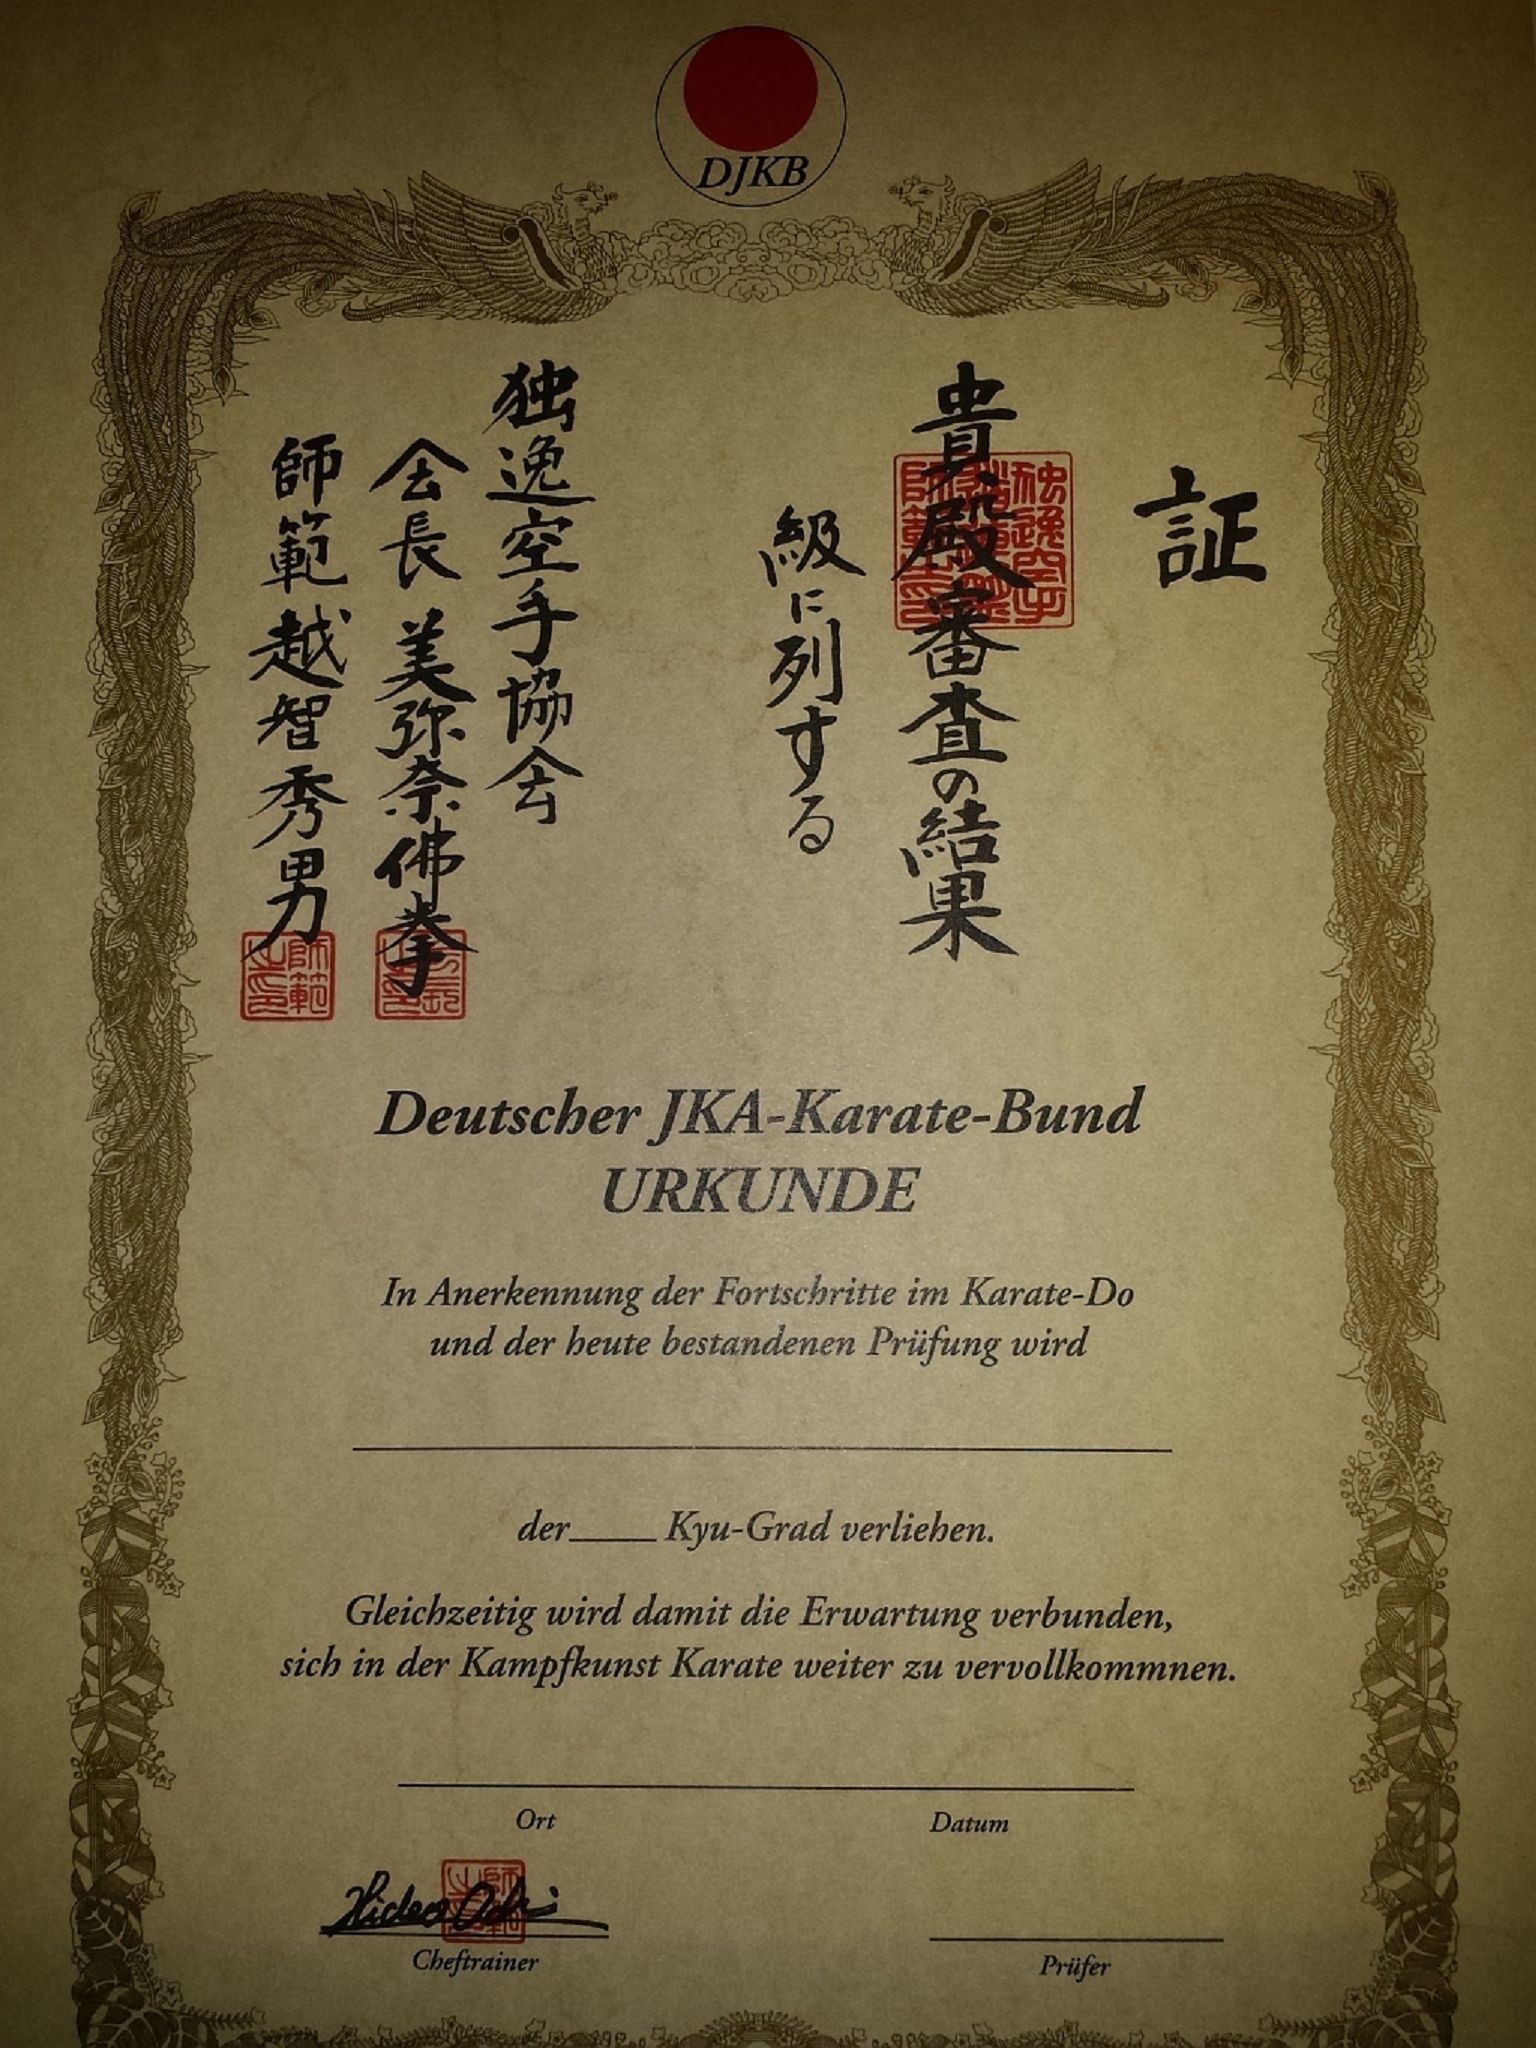 DJKB
証
貴殿審査の結果
級に列する
独逸空手協会
会長 美弥奈佛拳
師範 越智秀男
Deutscher JKA-Karate-Bund
URKUNDE
In Anerkennung der Fortschritte im Karate-Do
und der heute bestandenen Prüfung wird
der____ Kyu-Grad verliehen.
Gleichzeitig wird damit die Erwartung verbunden,
sich in der Kampfkunst Karate weiter zu vervollkommnen.
Ort Datum
Hideo Ochi
Cheftrainer Prüfer